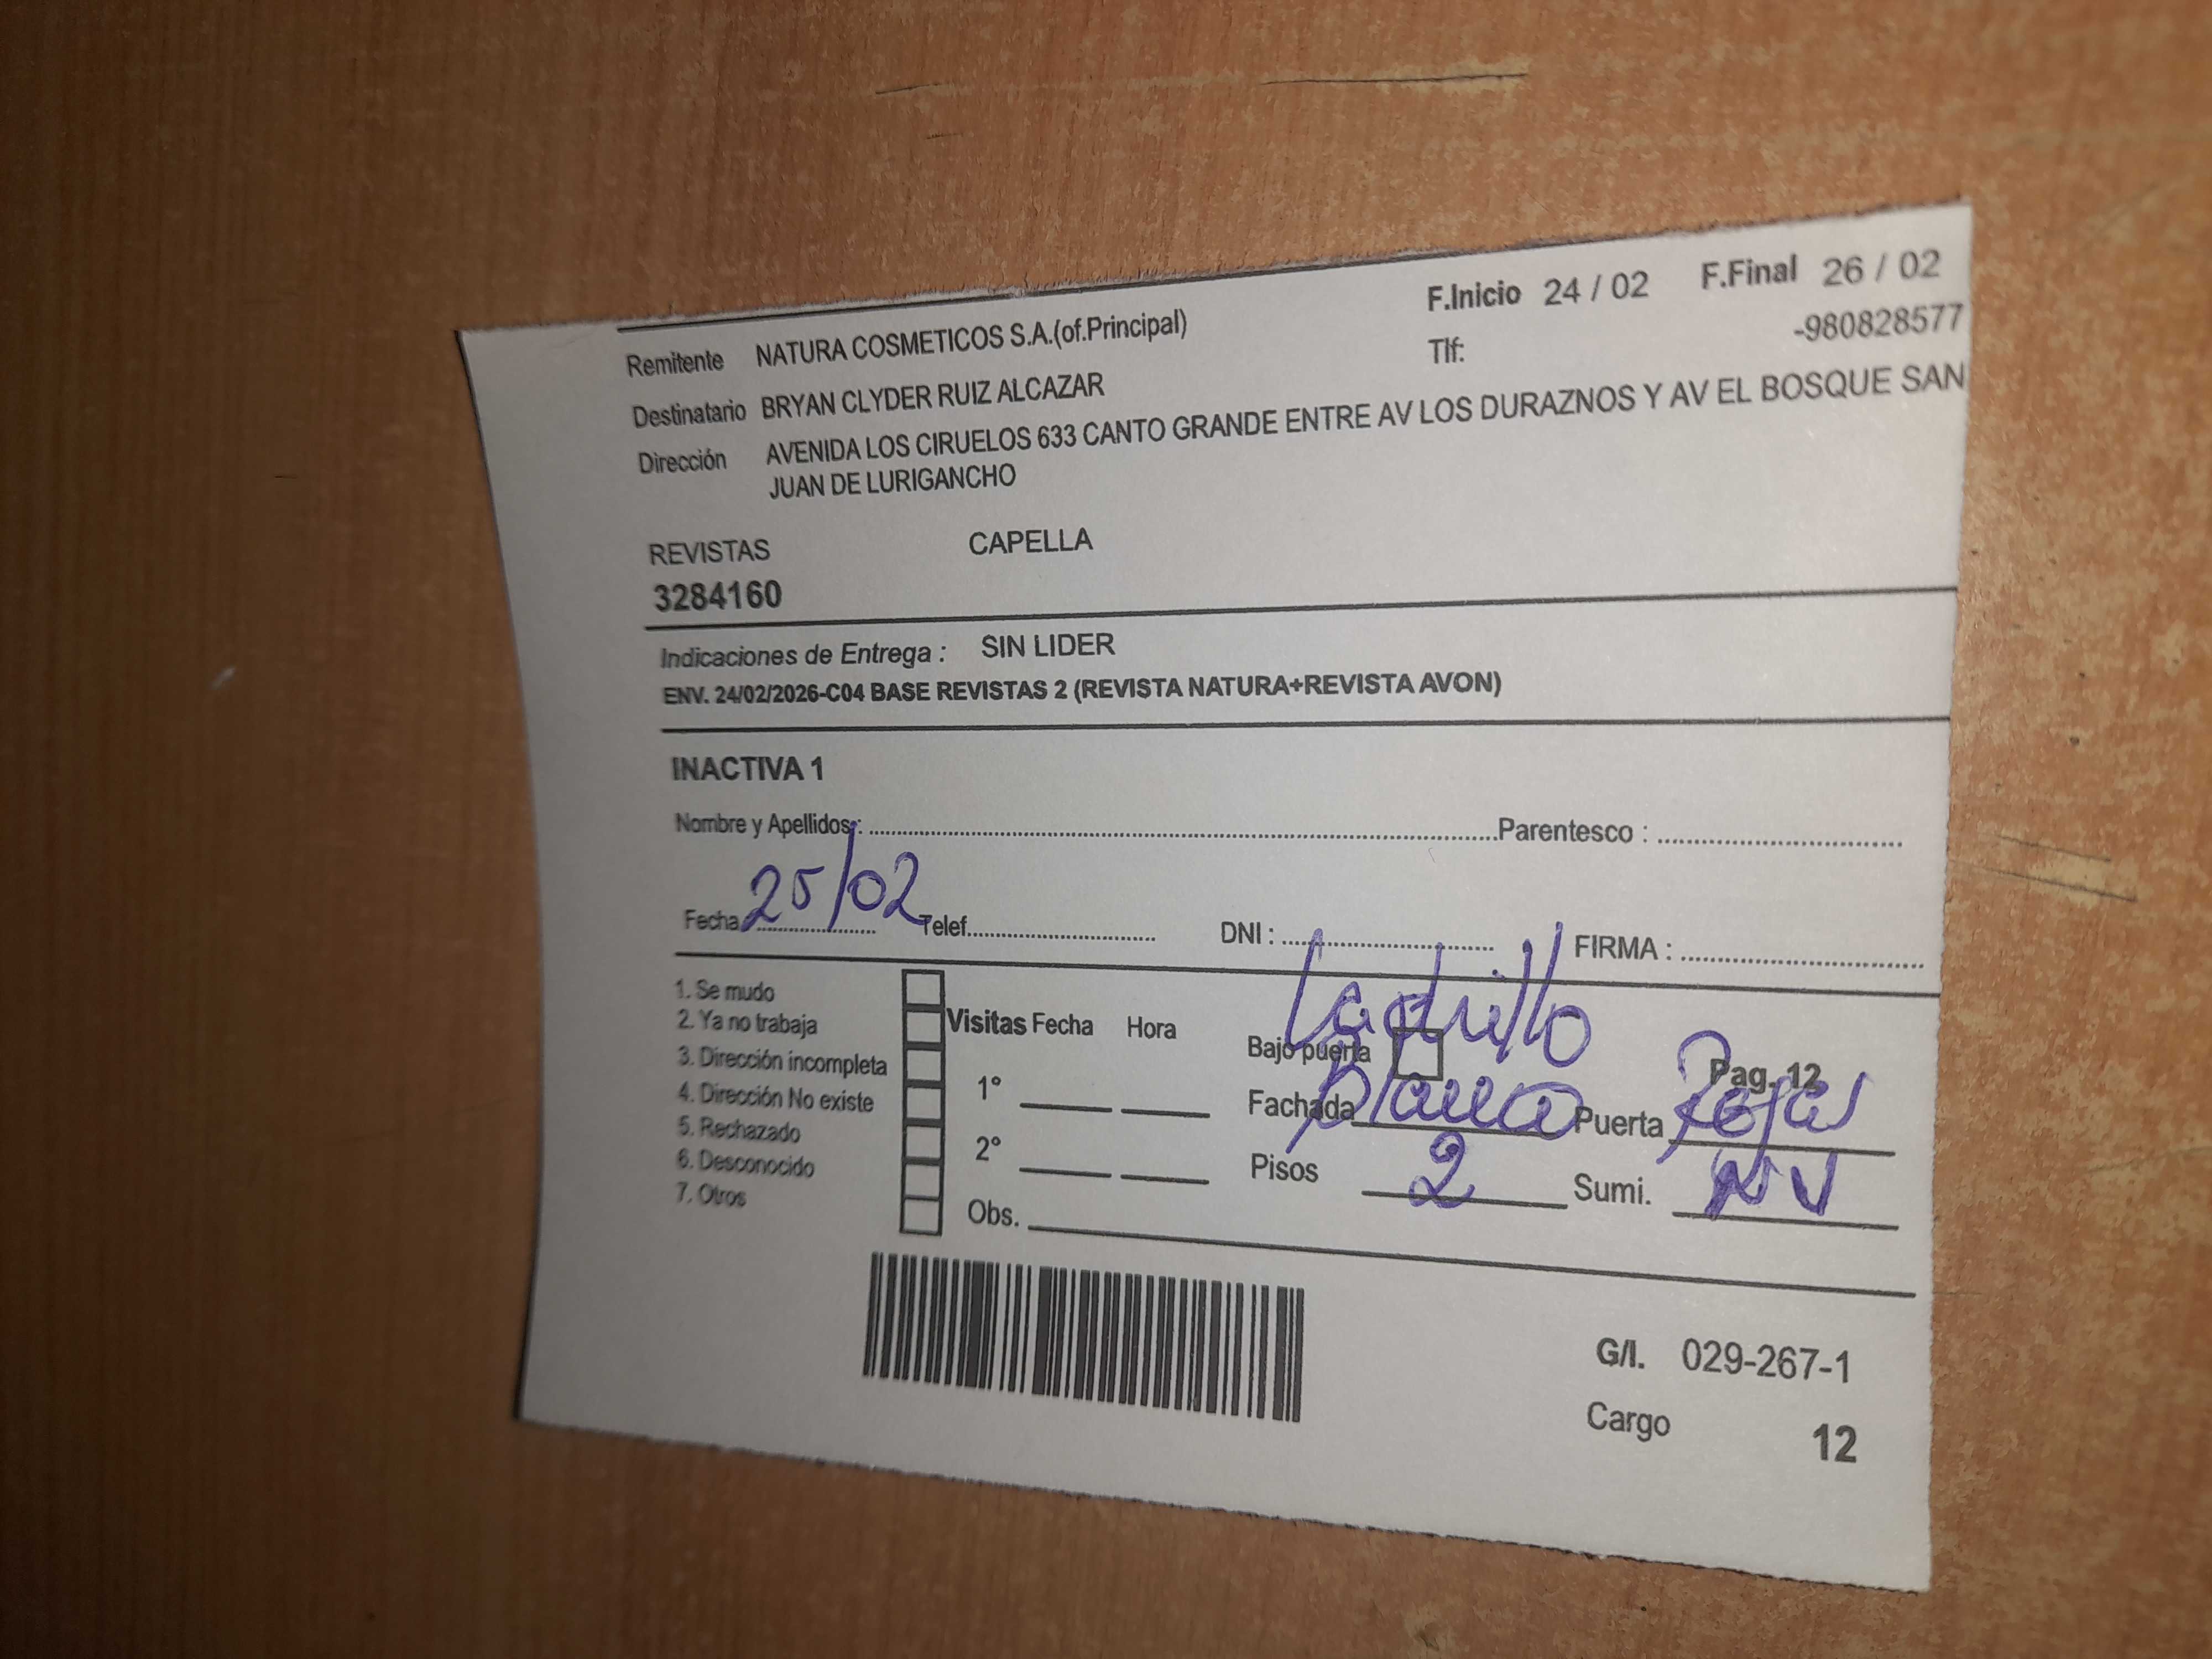 F.Inicio 24 / 02 F.Final 26 / 02
Remitente NATURA COSMETICOS S.A.(of.Principal) Tlf: -980828577
Destinatario BRYAN CLYDER RUIZ ALCAZAR
Dirección AVENIDA LOS CIRUELOS 633 CANTO GRANDE ENTRE AV LOS DURAZNOS Y AV EL BOSQUE SAN
JUAN DE LURIGANCHO
REVISTAS CAPELLA
3284160
Indicaciones de Entrega : SIN LIDER
ENV. 24/02/2026-C04 BASE REVISTAS 2 (REVISTA NATURA+REVISTA AVON)
INACTIVA 1
Nombre y Apellidos : Parentesco :
Fecha 25/02 Telef. DNI : FIRMA :
1. Se mudo
2. Ya no trabaja
3. Dirección incompleta
4. Dirección No existe
5. Rechazado
6. Desconocido
7. Otros
Visitas Fecha Hora
1°
2°
Obs.
Ladrillo
Bajo puerta Pag. 12
Fachada blanco Puerta Rejas
Pisos 2 Sumi. NV
G/I. 029-267-1
Cargo 12